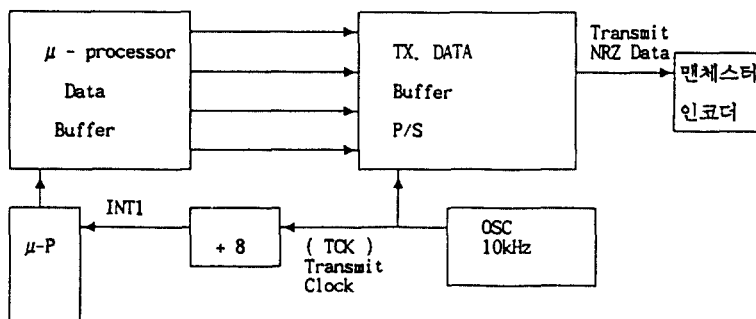 μ - processor
Data
Buffer
TX. DATA
Buffer
P/S
Transmit
NRZ Data
맨체스터
인코더
INT1
μ-P
+ 8
( TCK )
Transmit
Clock
OSC
10kHz